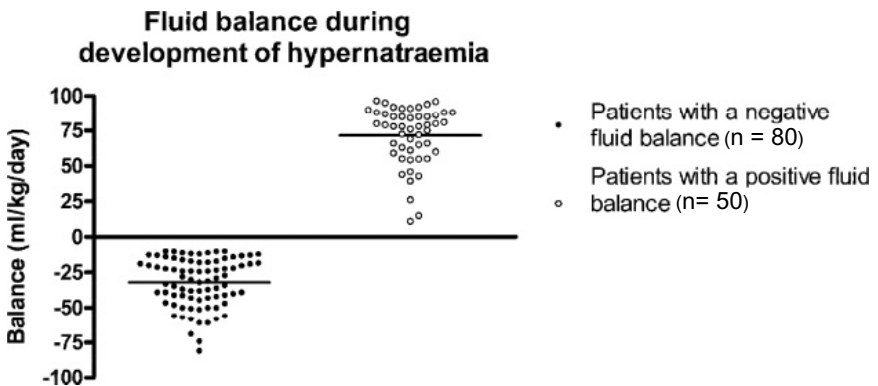 Fluid balance during
development of hypernatraemia
Balance (ml/kg/day)
100
75
50
25
0
-25
-50
-75
-100
Patients with a negative
fluid balance (n = 80)
Patients with a positive fluid
balance (n= 50)